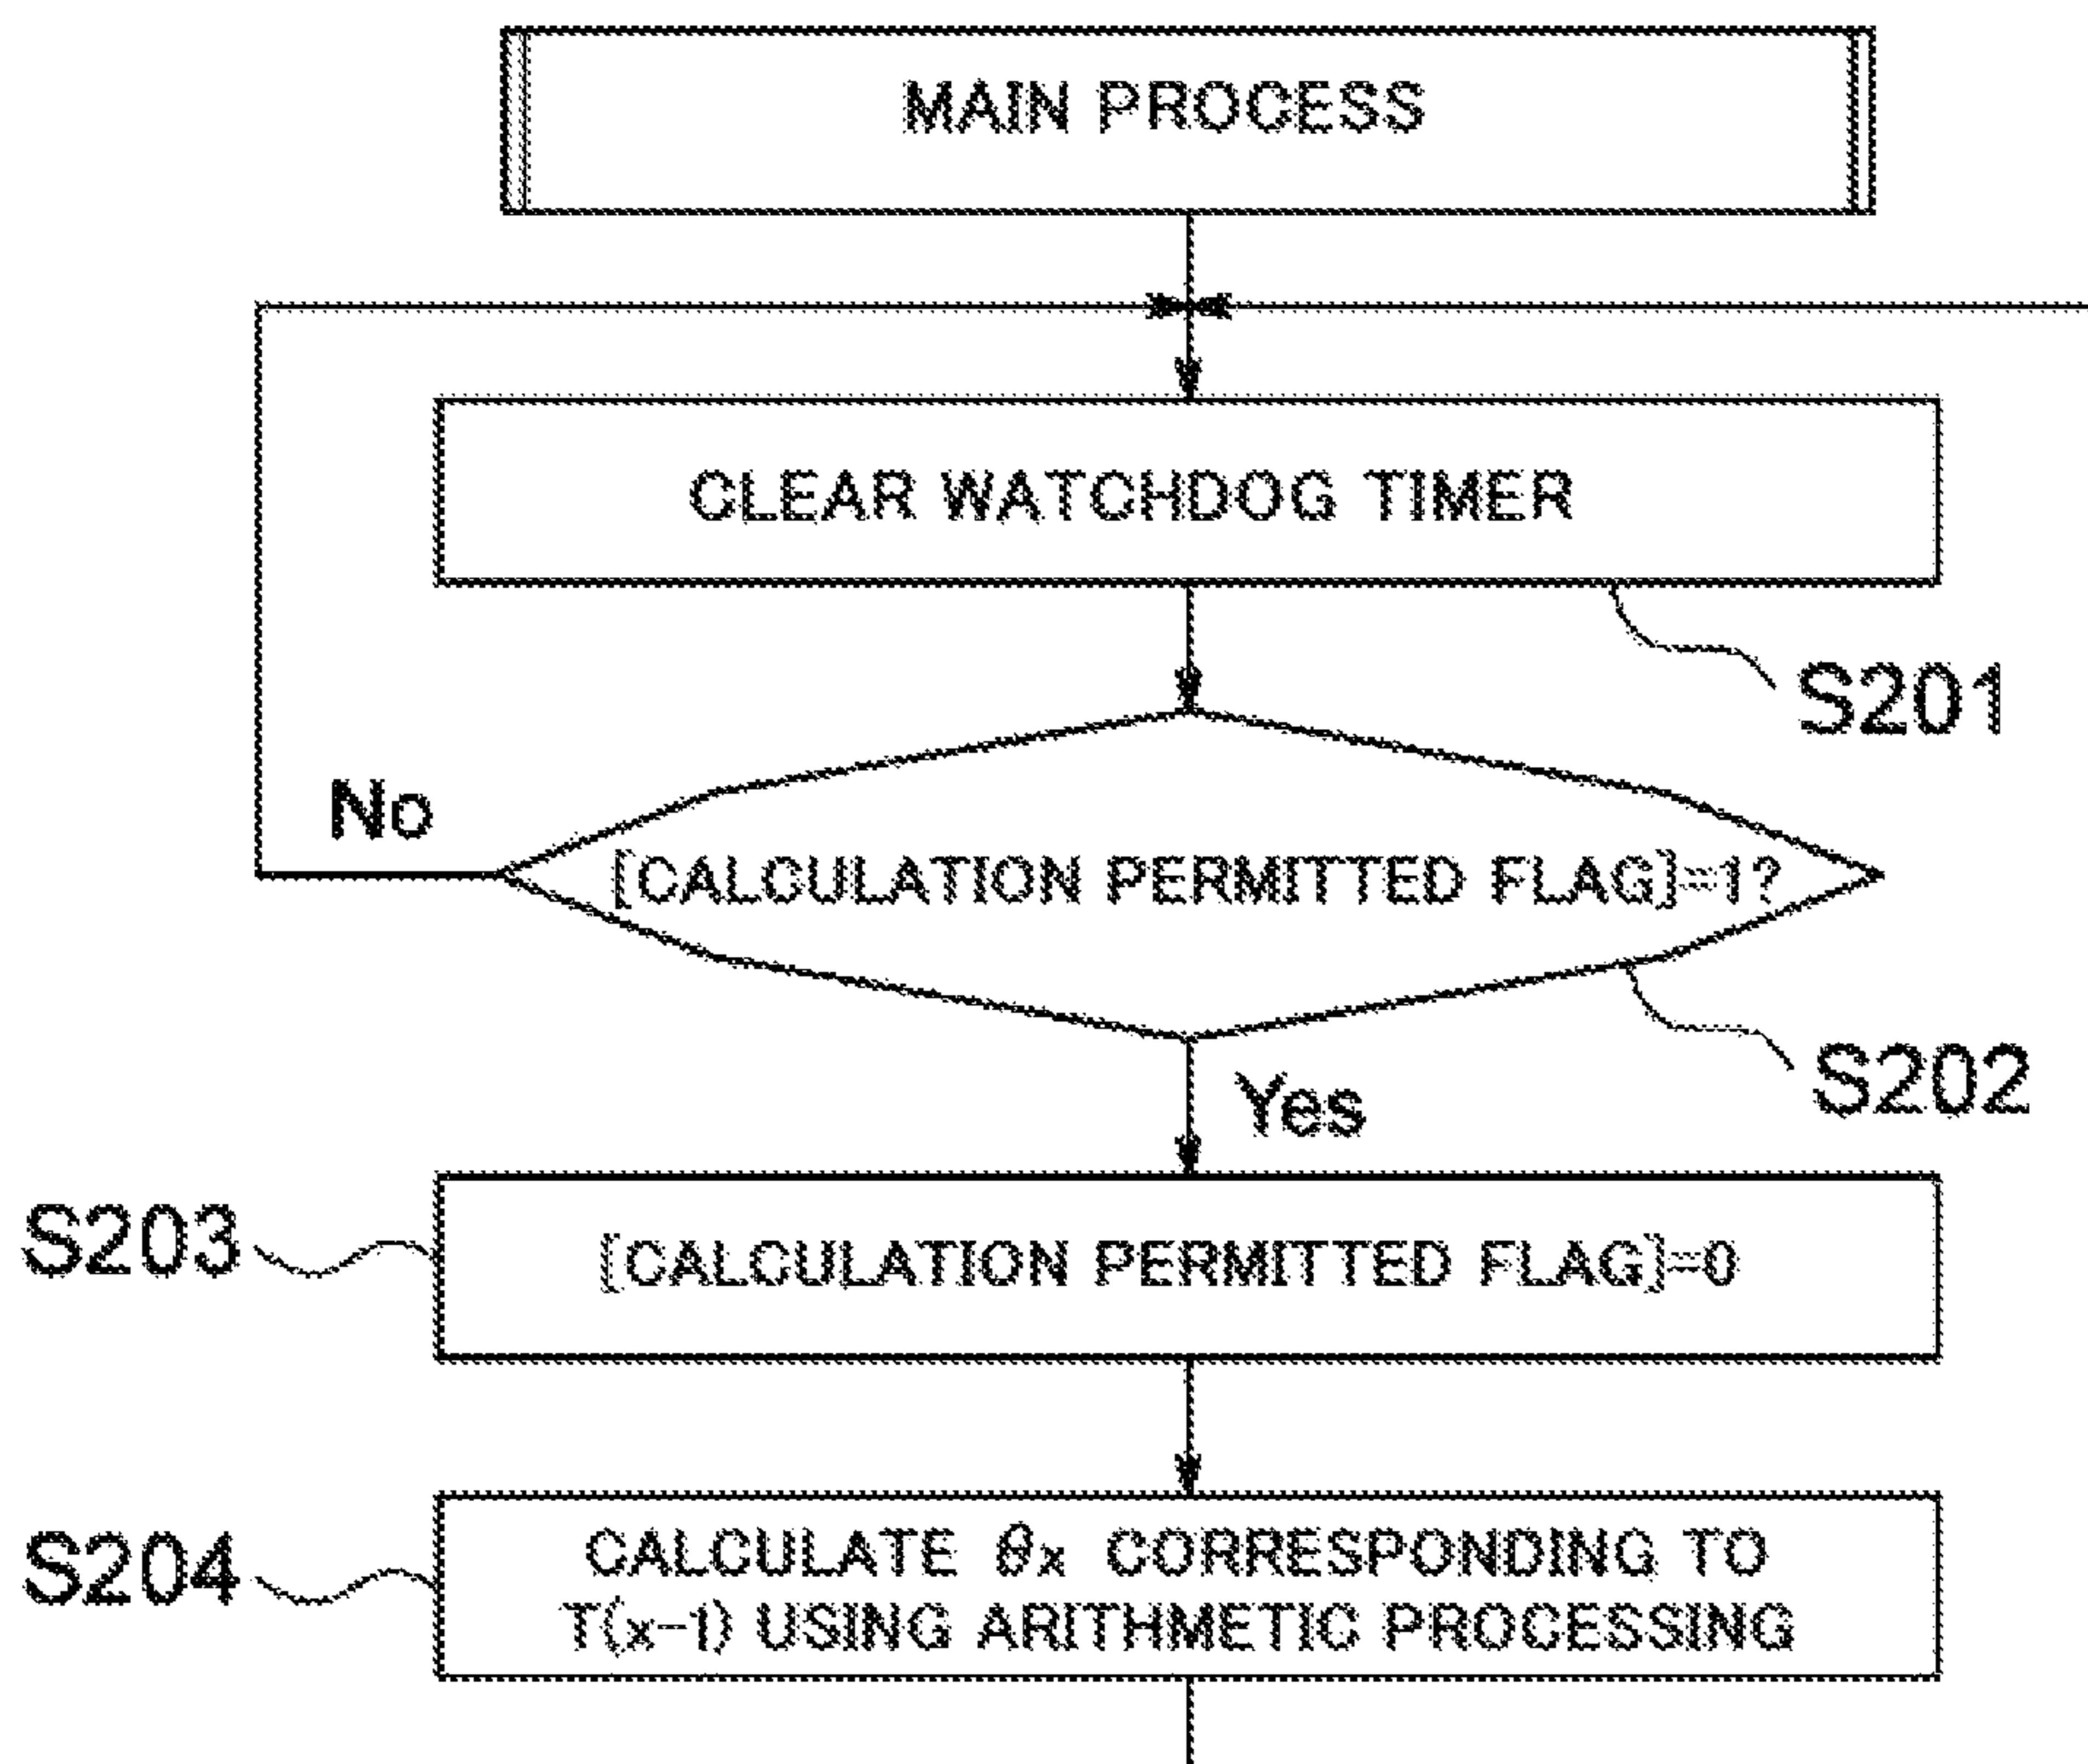 MAIN PROCESS
CLEAR WATCHDOG TIMER
S201
No
[CALCULATION PERMITTED FLAG]=1?
S202
Yes
S203
[CALCULATION PERMITTED FLAG]=0
S204
CALCULATE θx CORRESPONDING TO
T(x-1) USING ARITHMETIC PROCESSING